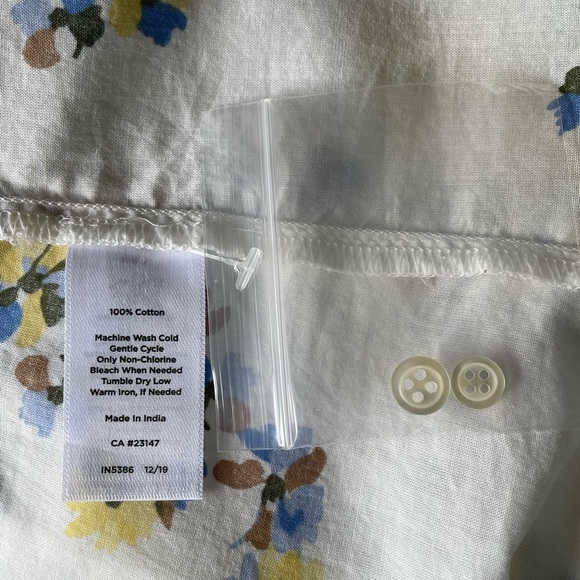 100% Cotton
Machine Wash Cold
Gentle Cycle
Only Non-Chlorine
Bleach When Needed
Tumble Dry Low
Warm Iron, If Needed
Made In India
CA #23147
IN5386 12/19